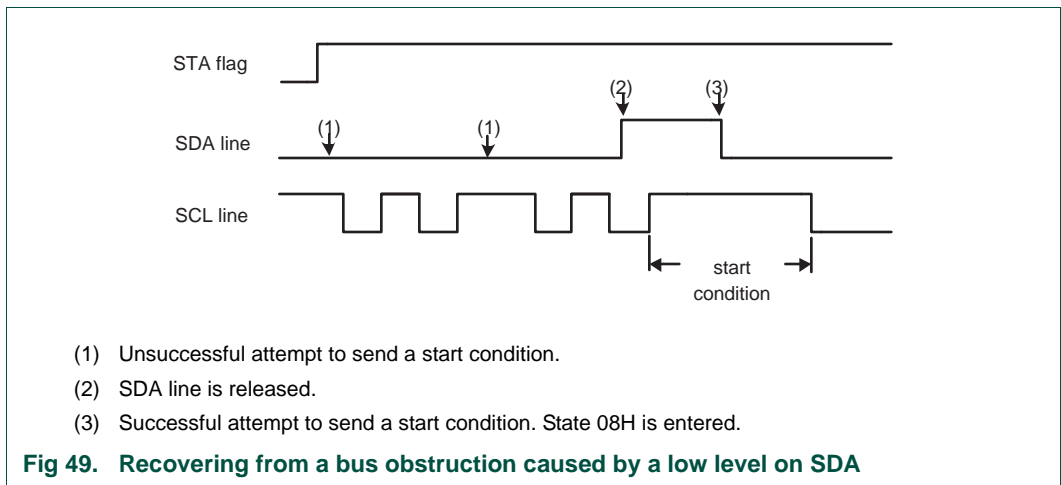 STA flag
(2) (3)
SDA line (1) (1)
SCL line
start
condition
(1) Unsuccessful attempt to send a start condition.
(2) SDA line is released.
(3) Successful attempt to send a start condition. State 08H is entered.
Fig 49. Recovering from a bus obstruction caused by a low level on SDA